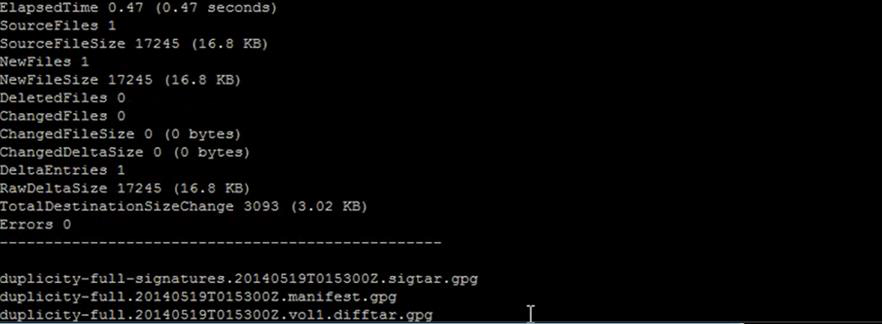 ElapsedTime 0.47 (0.47 seconds)
SourceFiles 1
SourceFileSize 17245 (16.8 KB)
NewFiles 1
NewFileSize 17245 (16.8 KB)
DeletedFiles 0
ChangedFiles 0
ChangedFileSize 0 (0 bytes)
ChangedDeltaSize 0 (0 bytes)
DeltaEntries 1
RawDeltaSize 17245 (16.8 KB)
TotalDestinationSizeChange 3093 (3.02 KB)
Errors 0
-------------------------------------------------
duplicity-full-signatures.20140519T015300Z.sigtar.gpg
duplicity-full.20140519T015300Z.manifest.gpg
duplicity-full.20140519T015300Z.vol1.difftar.gpg